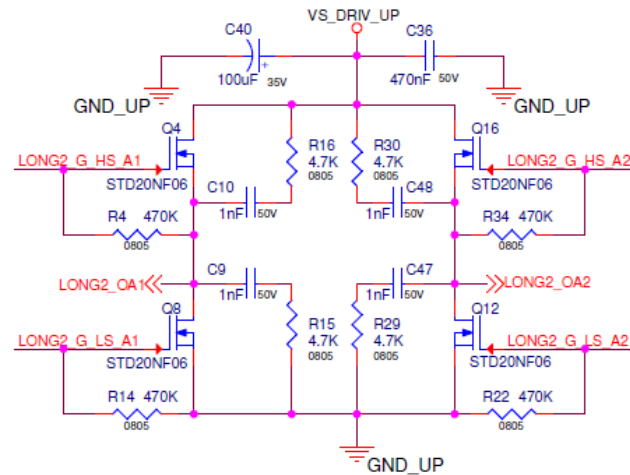 VS_DRIV_UP
C40
C36
100uF
35V
470nF
50V
GND_UP
GND_UP
Q4
Q16
R16
R30
LONG2_G_HS_A1
4.7K
4.7K
LONG2_G_HS_A2
0805
0805
STD20NF06
C10
C48
STD20NF06
1nF
50V
1nF
50V
R4 470K
R34 470K
0805
0805
C9
C47
LONG2_OA1
LONG2_OA2
1nF
50V
1nF
50V
Q8
Q12
R15
R29
LONG2_G_LS_A1
4.7K
4.7K
LONG2_G_LS_A2
STD20NF06
0805
0805
STD20NF06
R14 470K
R22 470K
0805
0805
GND_UP